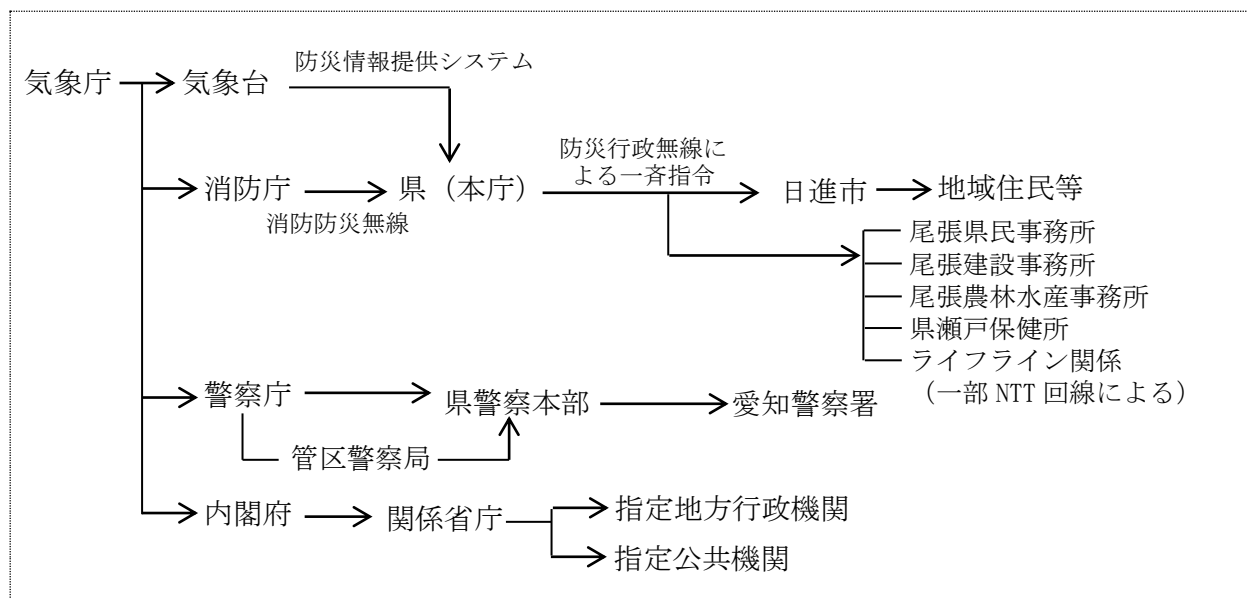 防災情報提供システム
気象庁
気象台
防災行政無線に
よる一斉指令
消防庁
県（本庁）
日進市
地域住民等
消防防災無線
尾張県民事務所
尾張建設事務所
尾張農林水産事務所
県瀬戸保健所
ライフライン関係
（一部 NTT 回線による）
警察庁
県警察本部
愛知警察署
管区警察局
内閣府
関係省庁
指定地方行政機関
指定公共機関